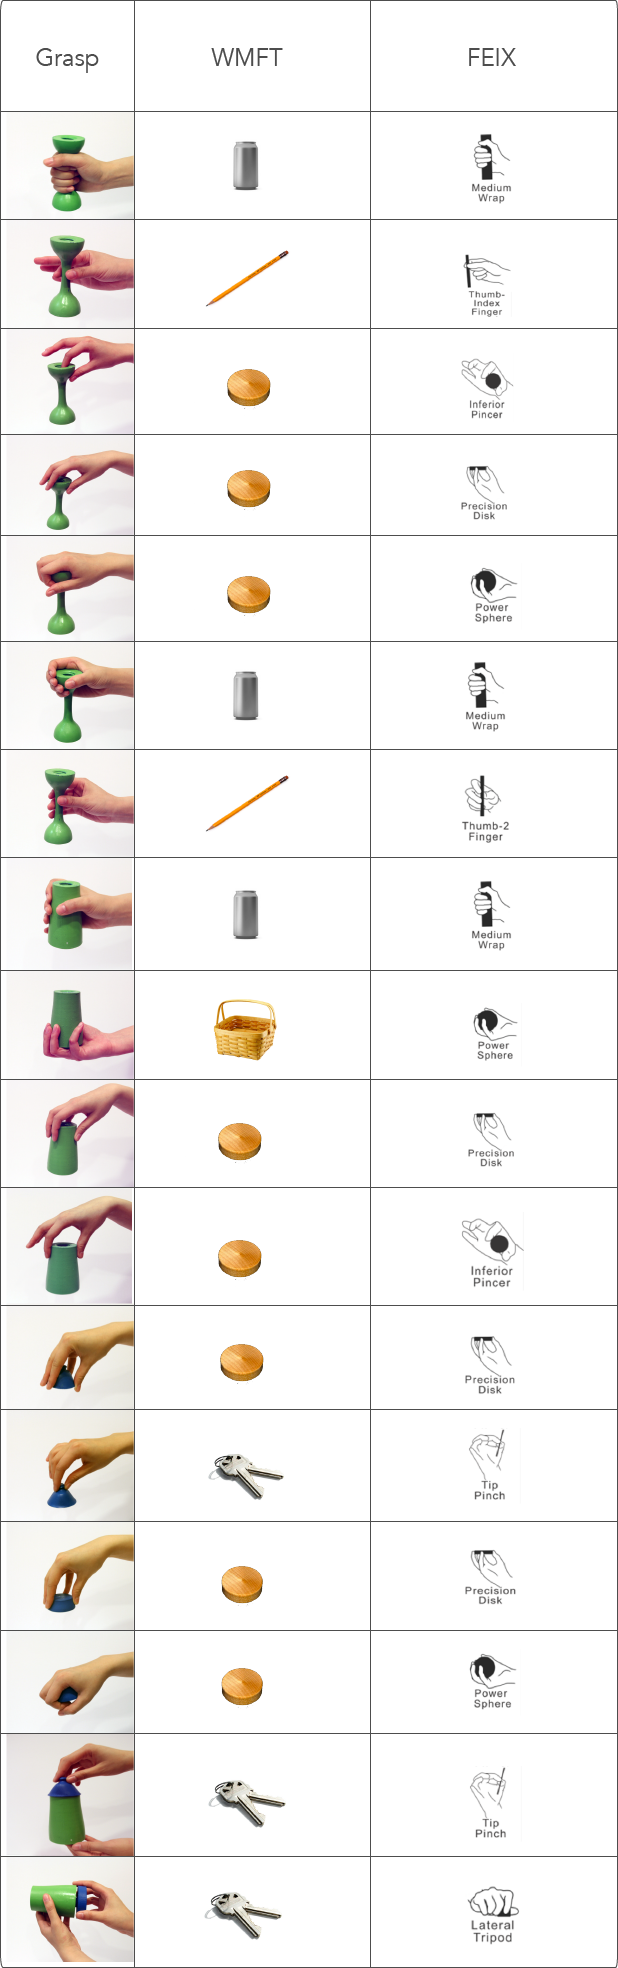 Grasp WMFT FEIX
Medium
Wrap
Thumb-
Index
Finger
Inferior
Pincer
Precision
Disk
Power
Sphere
Medium
Wrap
Thumb-2
Finger
Medium
Wrap
Power
Sphere
Precision
Disk
Inferior
Pincer
Precision
Disk
Tip
Pinch
Precision
Disk
Power
Sphere
Tip
Pinch
Lateral
Tripod